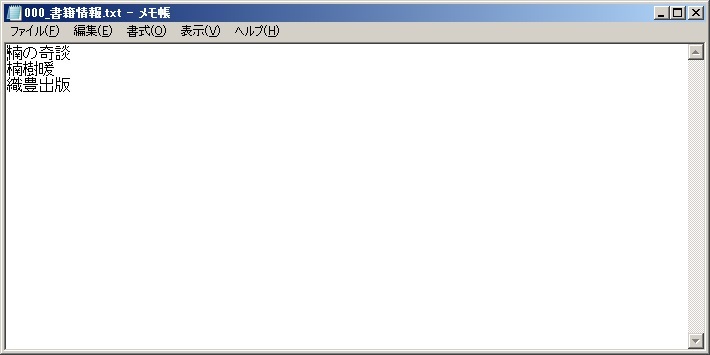 000_書籍情報.txt - メモ帳
ファイル(F) 編集(E) 書式(O) 表示(V) ヘルプ(H)
楠の奇談
楠樹暖
織豊出版